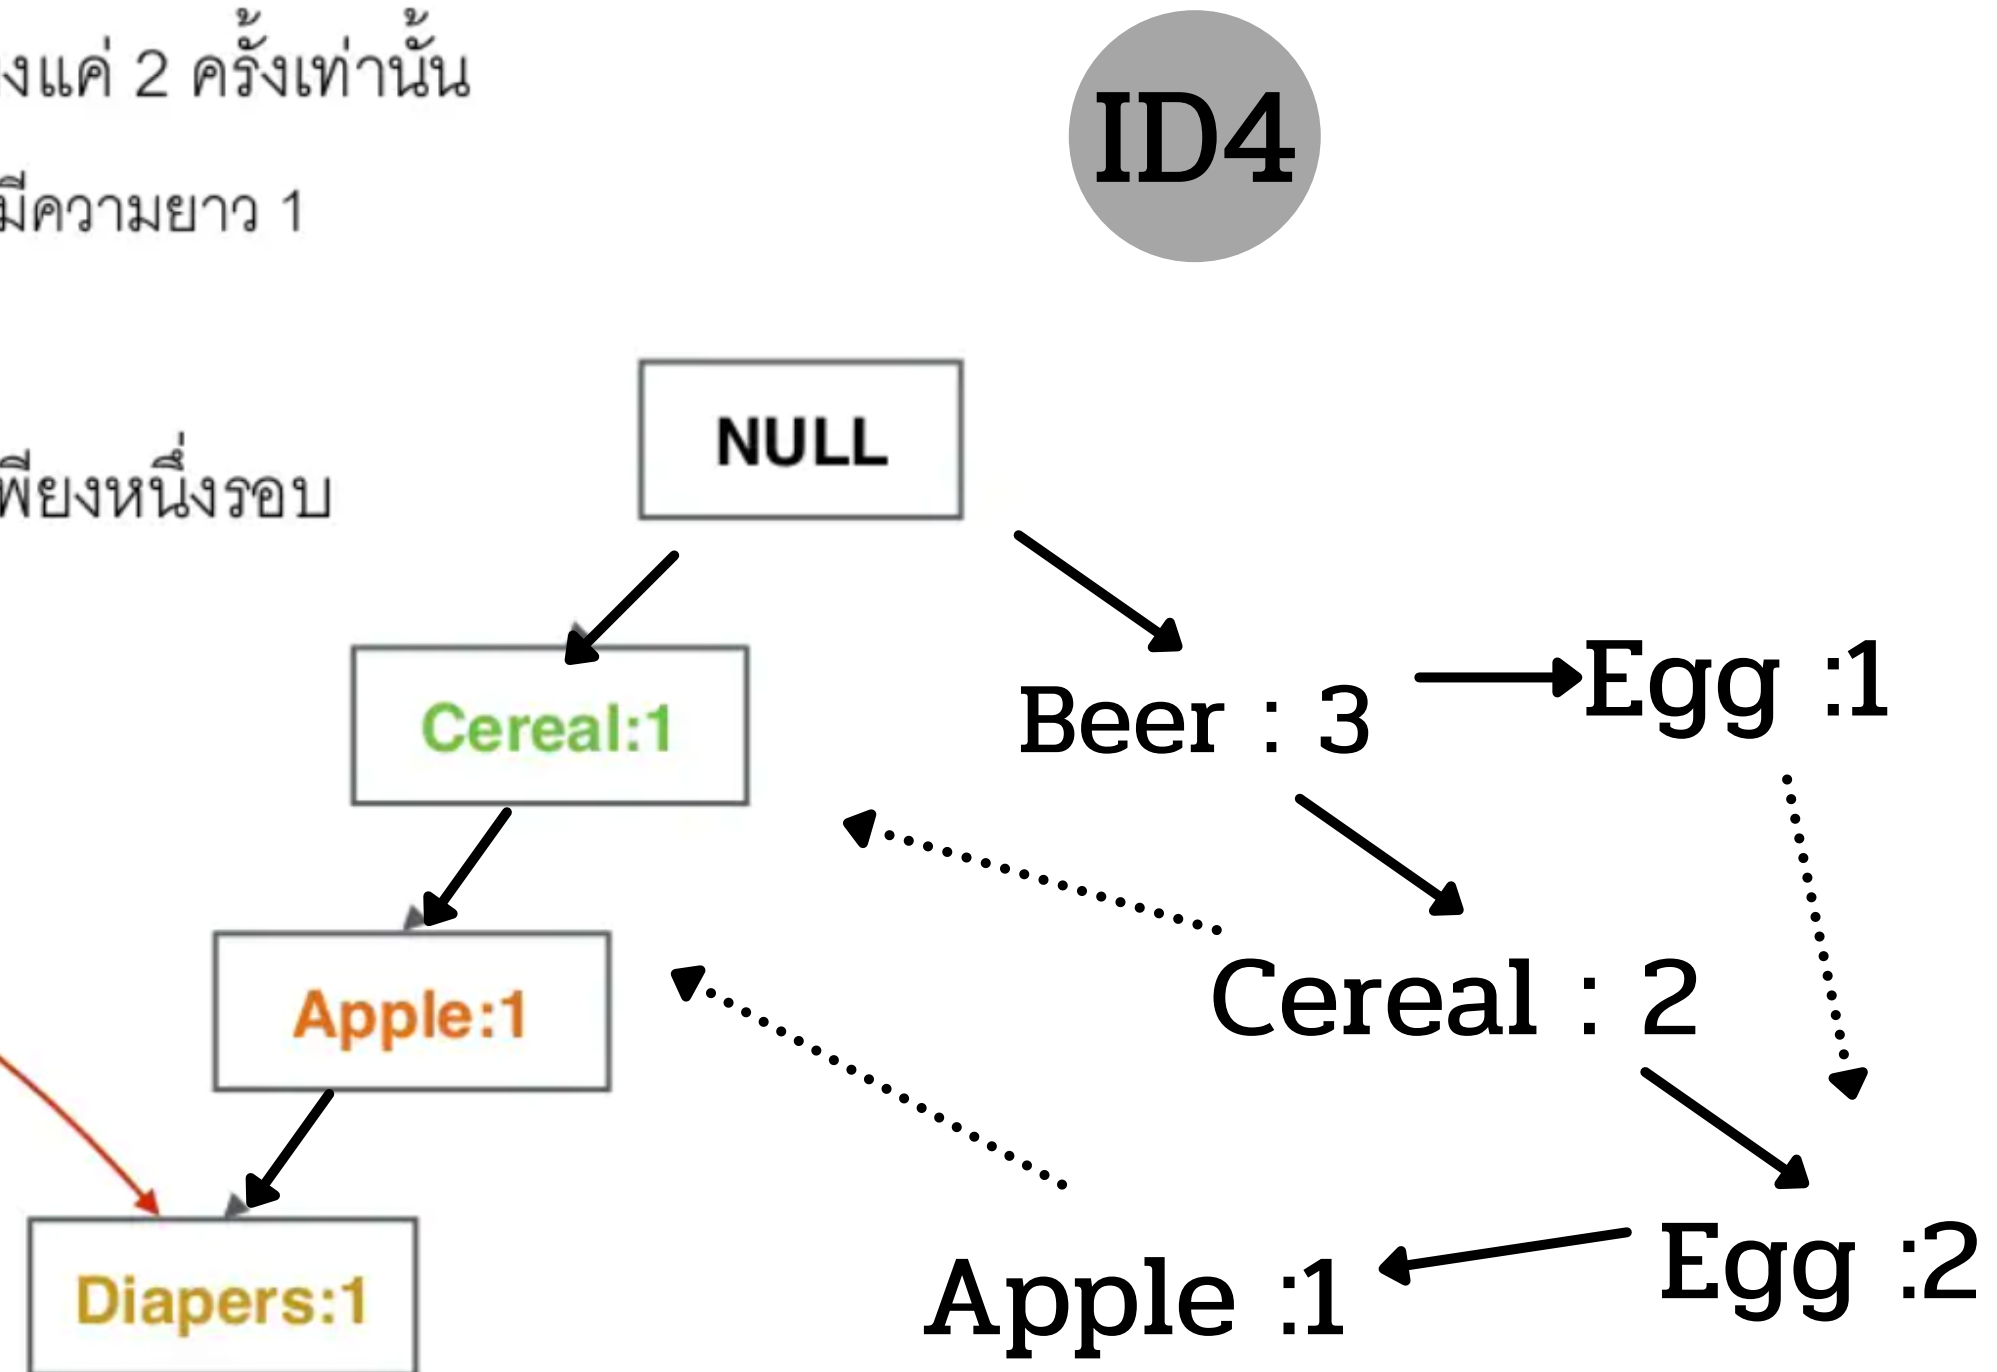 งแค่ 2 ครั้งเท่านั้น
ID4
มีความยาว 1
NULL
พียงหนึ่งรอบ
Cereal:1
Beer : 3
Egg :1
Apple:1
Cereal : 2
Diapers:1
Apple :1
Egg :2